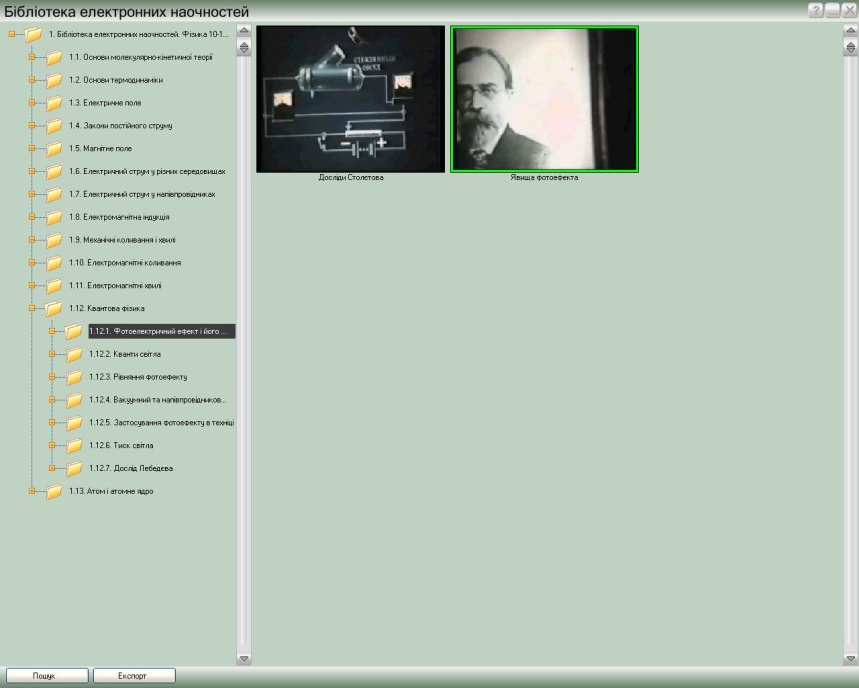 Бібліотека електронних наочностей
1. Бібліотека електронних наочностей. Фізика 10-1...
1.1. Основи молекулярно-кінетичної теорії
1.2. Основи термодинаміки
1.3. Електричне поле
1.4. Закони постійного струму
1.5. Магнітне поле
1.6. Електричний струм у різних середовищах
1.7. Електричний струм у напівпровідниках
1.8. Електромагнітна індукція
1.9. Механічні коливання і хвилі
1.10. Електромагнітні коливання
1.11. Електромагнітні хвилі
1.12. Квантова фізика
1.12.1. Фотоелектричний ефект і його ...
1.12.2. Кванти світла
1.12.3. Рівняння фотоефекту
1.12.4. Вакуумний та напівпровідников...
1.12.5. Застосування фотоефекту в техніці
1.12.6. Тиск світла
1.12.7. Дослід Лебедєва
1.13. Атом і атомне ядро
СТЕКЛЯННЫЙ
СОСУД
− +
Досліди Столетова
Явища фотоефекта
Пошук
Експорт